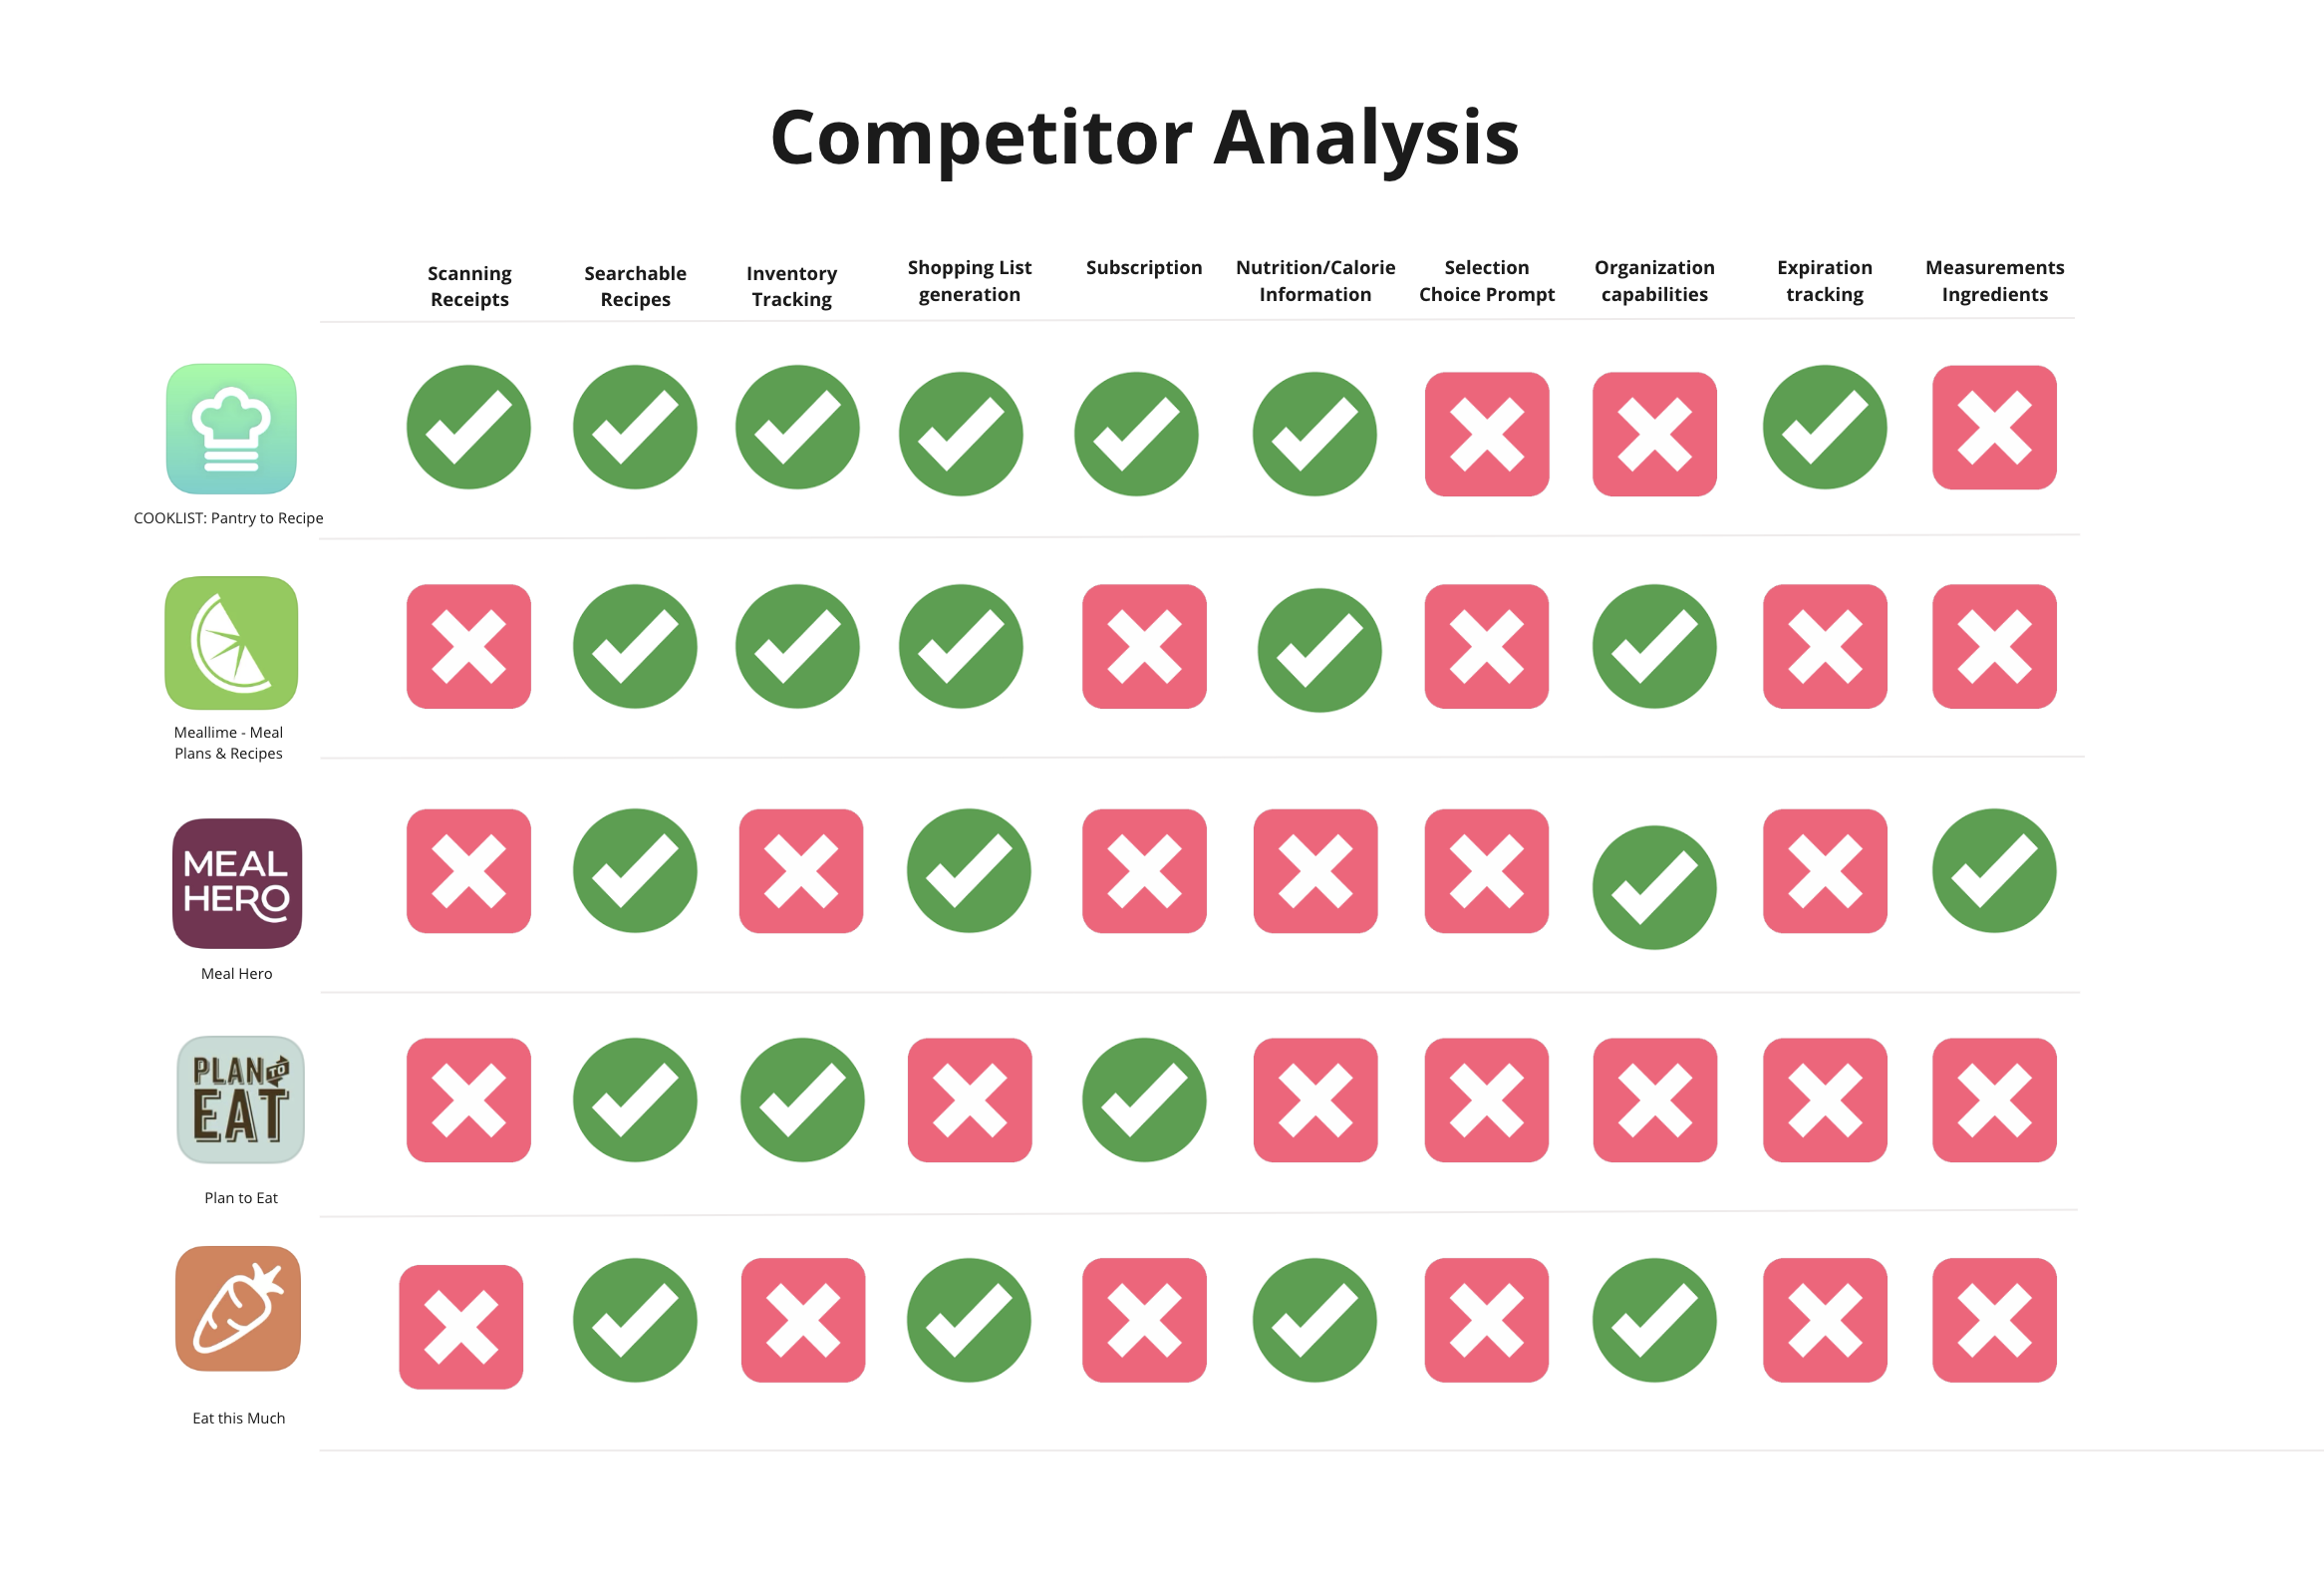 Competitor Analysis
Scanning
Receipts
Searchable
Recipes
Inventory
Tracking
Shopping List
generation
Subscription
Nutrition/Calorie
Information
Selection
Choice Prompt
Organization
capabilities
Expiration
tracking
Measurements
Ingredients
COOKLIST: Pantry to Recipe
Meallime - Meal
Plans & Recipes
MEAL
HERO
Meal Hero
PLAN TO
EAT
Plan to Eat
Eat this Much